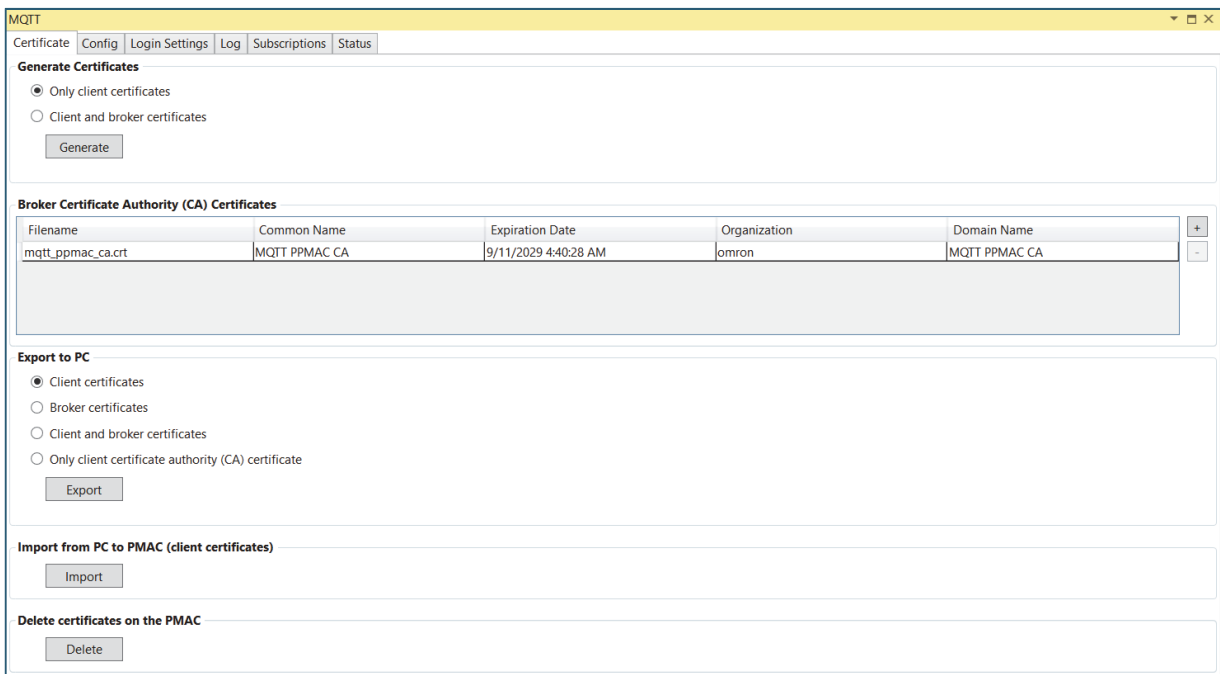 MQTT
Certificate Config Login Settings Log Subscriptions Status
Generate Certificates
Only client certificates
Client and broker certificates
Generate
Broker Certificate Authority (CA) Certificates
Filename Common Name Expiration Date Organization Domain Name +
mqtt_ppmac_ca.crt MQTT PPMAC CA 9/11/2029 4:40:28 AM omron MQTT PPMAC CA -
Export to PC
Client certificates
Broker certificates
Client and broker certificates
Only client certificate authority (CA) certificate
Export
Import from PC to PMAC (client certificates)
Import
Delete certificates on the PMAC
Delete